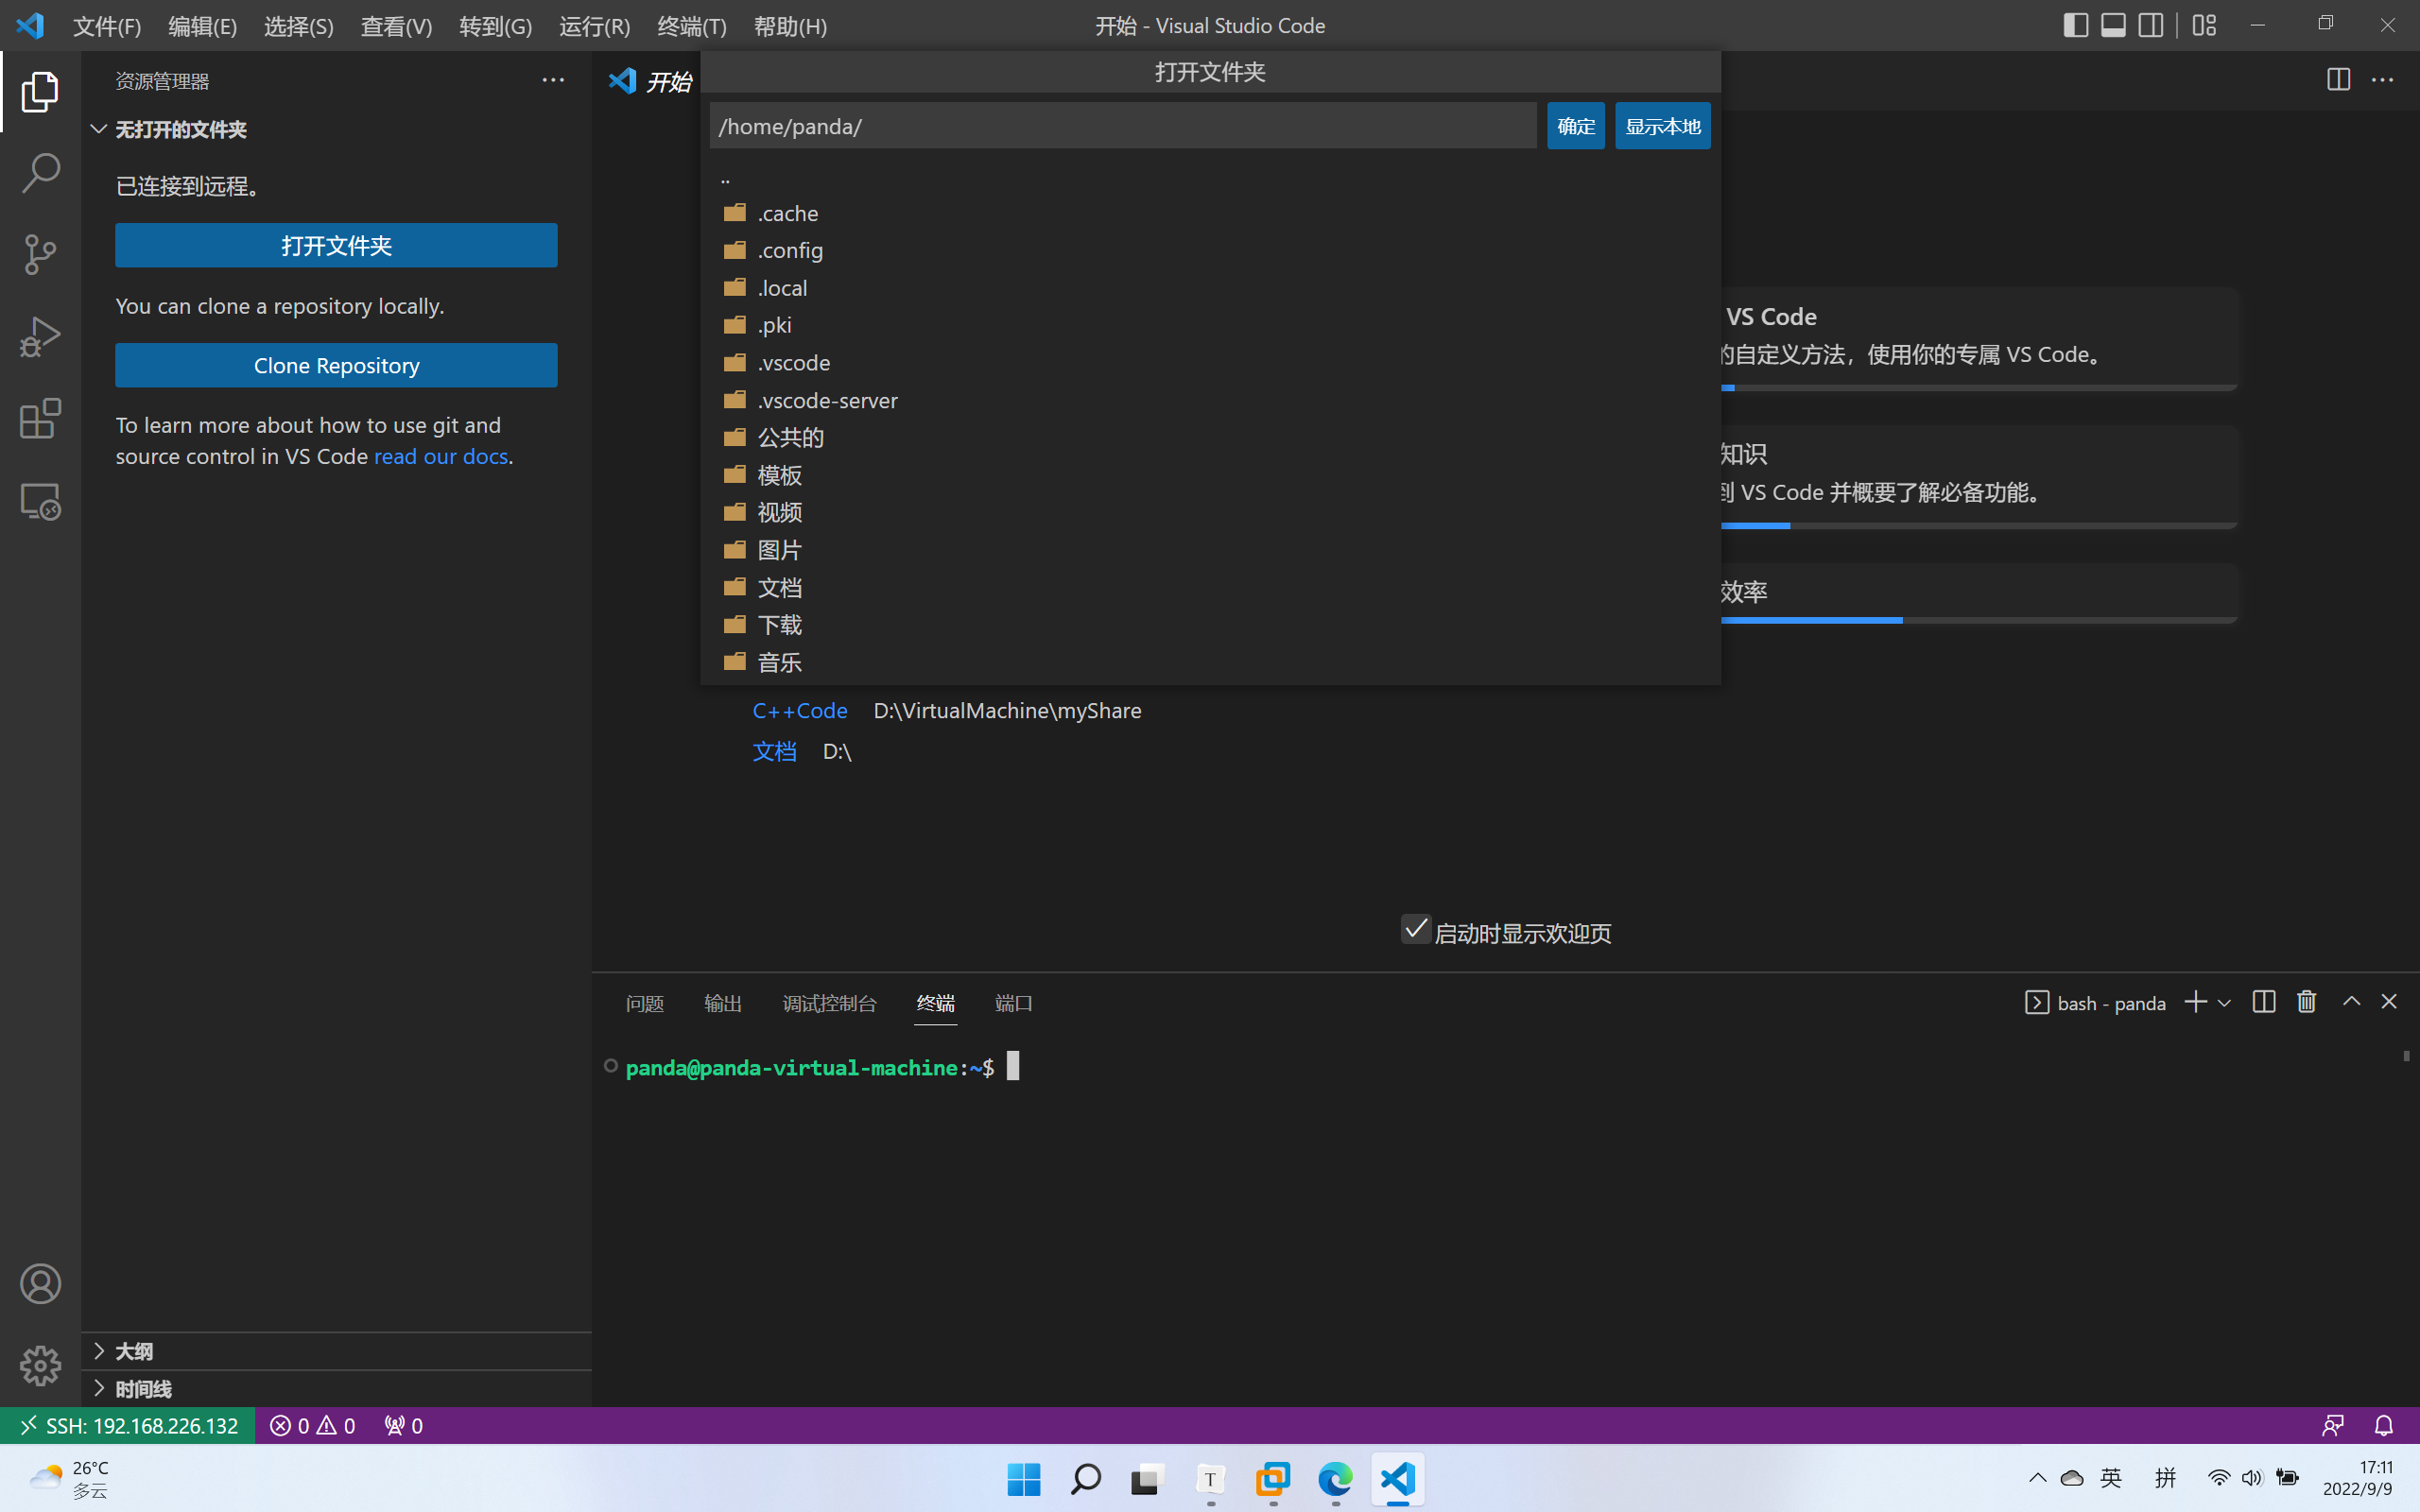 文件(F) 编辑(E) 选择(S) 查看(V) 转到(G) 运行(R) 终端(T) 帮助(H)
开始 - Visual Studio Code
资源管理器
无打开的文件夹
已连接到远程。
打开文件夹
You can clone a repository locally.
Clone Repository
To learn more about how to use git and
source control in VS Code read our docs.
大纲
时间线
开始
打开文件夹
/home/panda/
确定
显示本地
..
.cache
.config
.local
.pki
.vscode
.vscode-server
公共的
模板
视频
图片
文档
下载
音乐
VS Code
的自定义方法，使用你的专属 VS Code。
知识
到 VS Code 并概要了解必备功能。
效率
C++Code D:\VirtualMachine\myShare
文档 D:\
启动时显示欢迎页
问题 输出 调试控制台 终端 端口
bash - panda
panda@panda-virtual-machine:~$
SSH: 192.168.226.132 0 0 0
26°C
多云
T
英 拼
17:11
2022/9/9